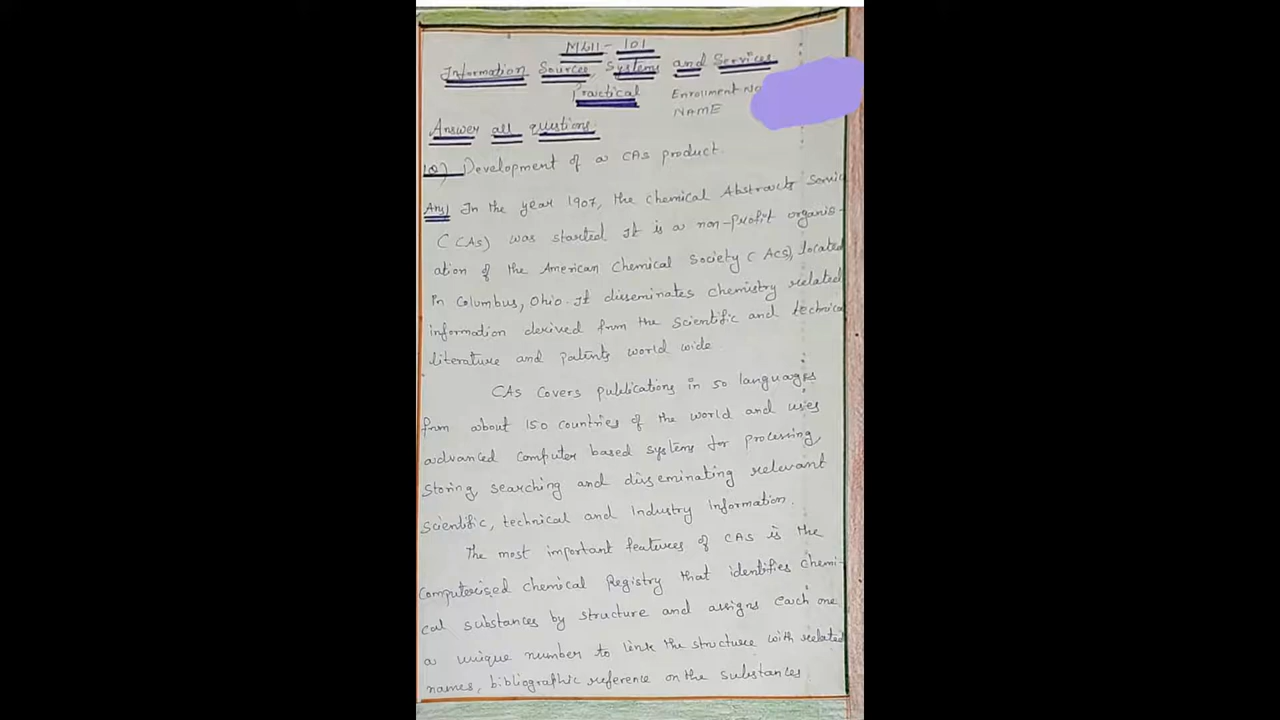 MLII - 101
Information Sources, Systems and Services
Practical
Enrollment No
NAME
Answer all questions.
1Q) Development of a CAS product.
Ans) In the year 1907, the Chemical Abstracts Servic
(CAS) was started It is a non-profit organis-
ation of the American Chemical Society (ACS), located
in Columbus, Ohio. It disseminates chemistry related
information derived from the Scientific and technical
literature and patents world wide
CAS Covers publications in 50 languages
from about 150 countries of the world and uses
advanced Computer based systems for processing,
Storing, searching and disseminating relevant
Scientific, technical and Industry Information.
The most important features of CAS is the
Computerised chemical Registry that identifies Chemi-
cal substances by structure and assigns Each one
a unique number to link the structure with related
names, bibliographic reference on the substances